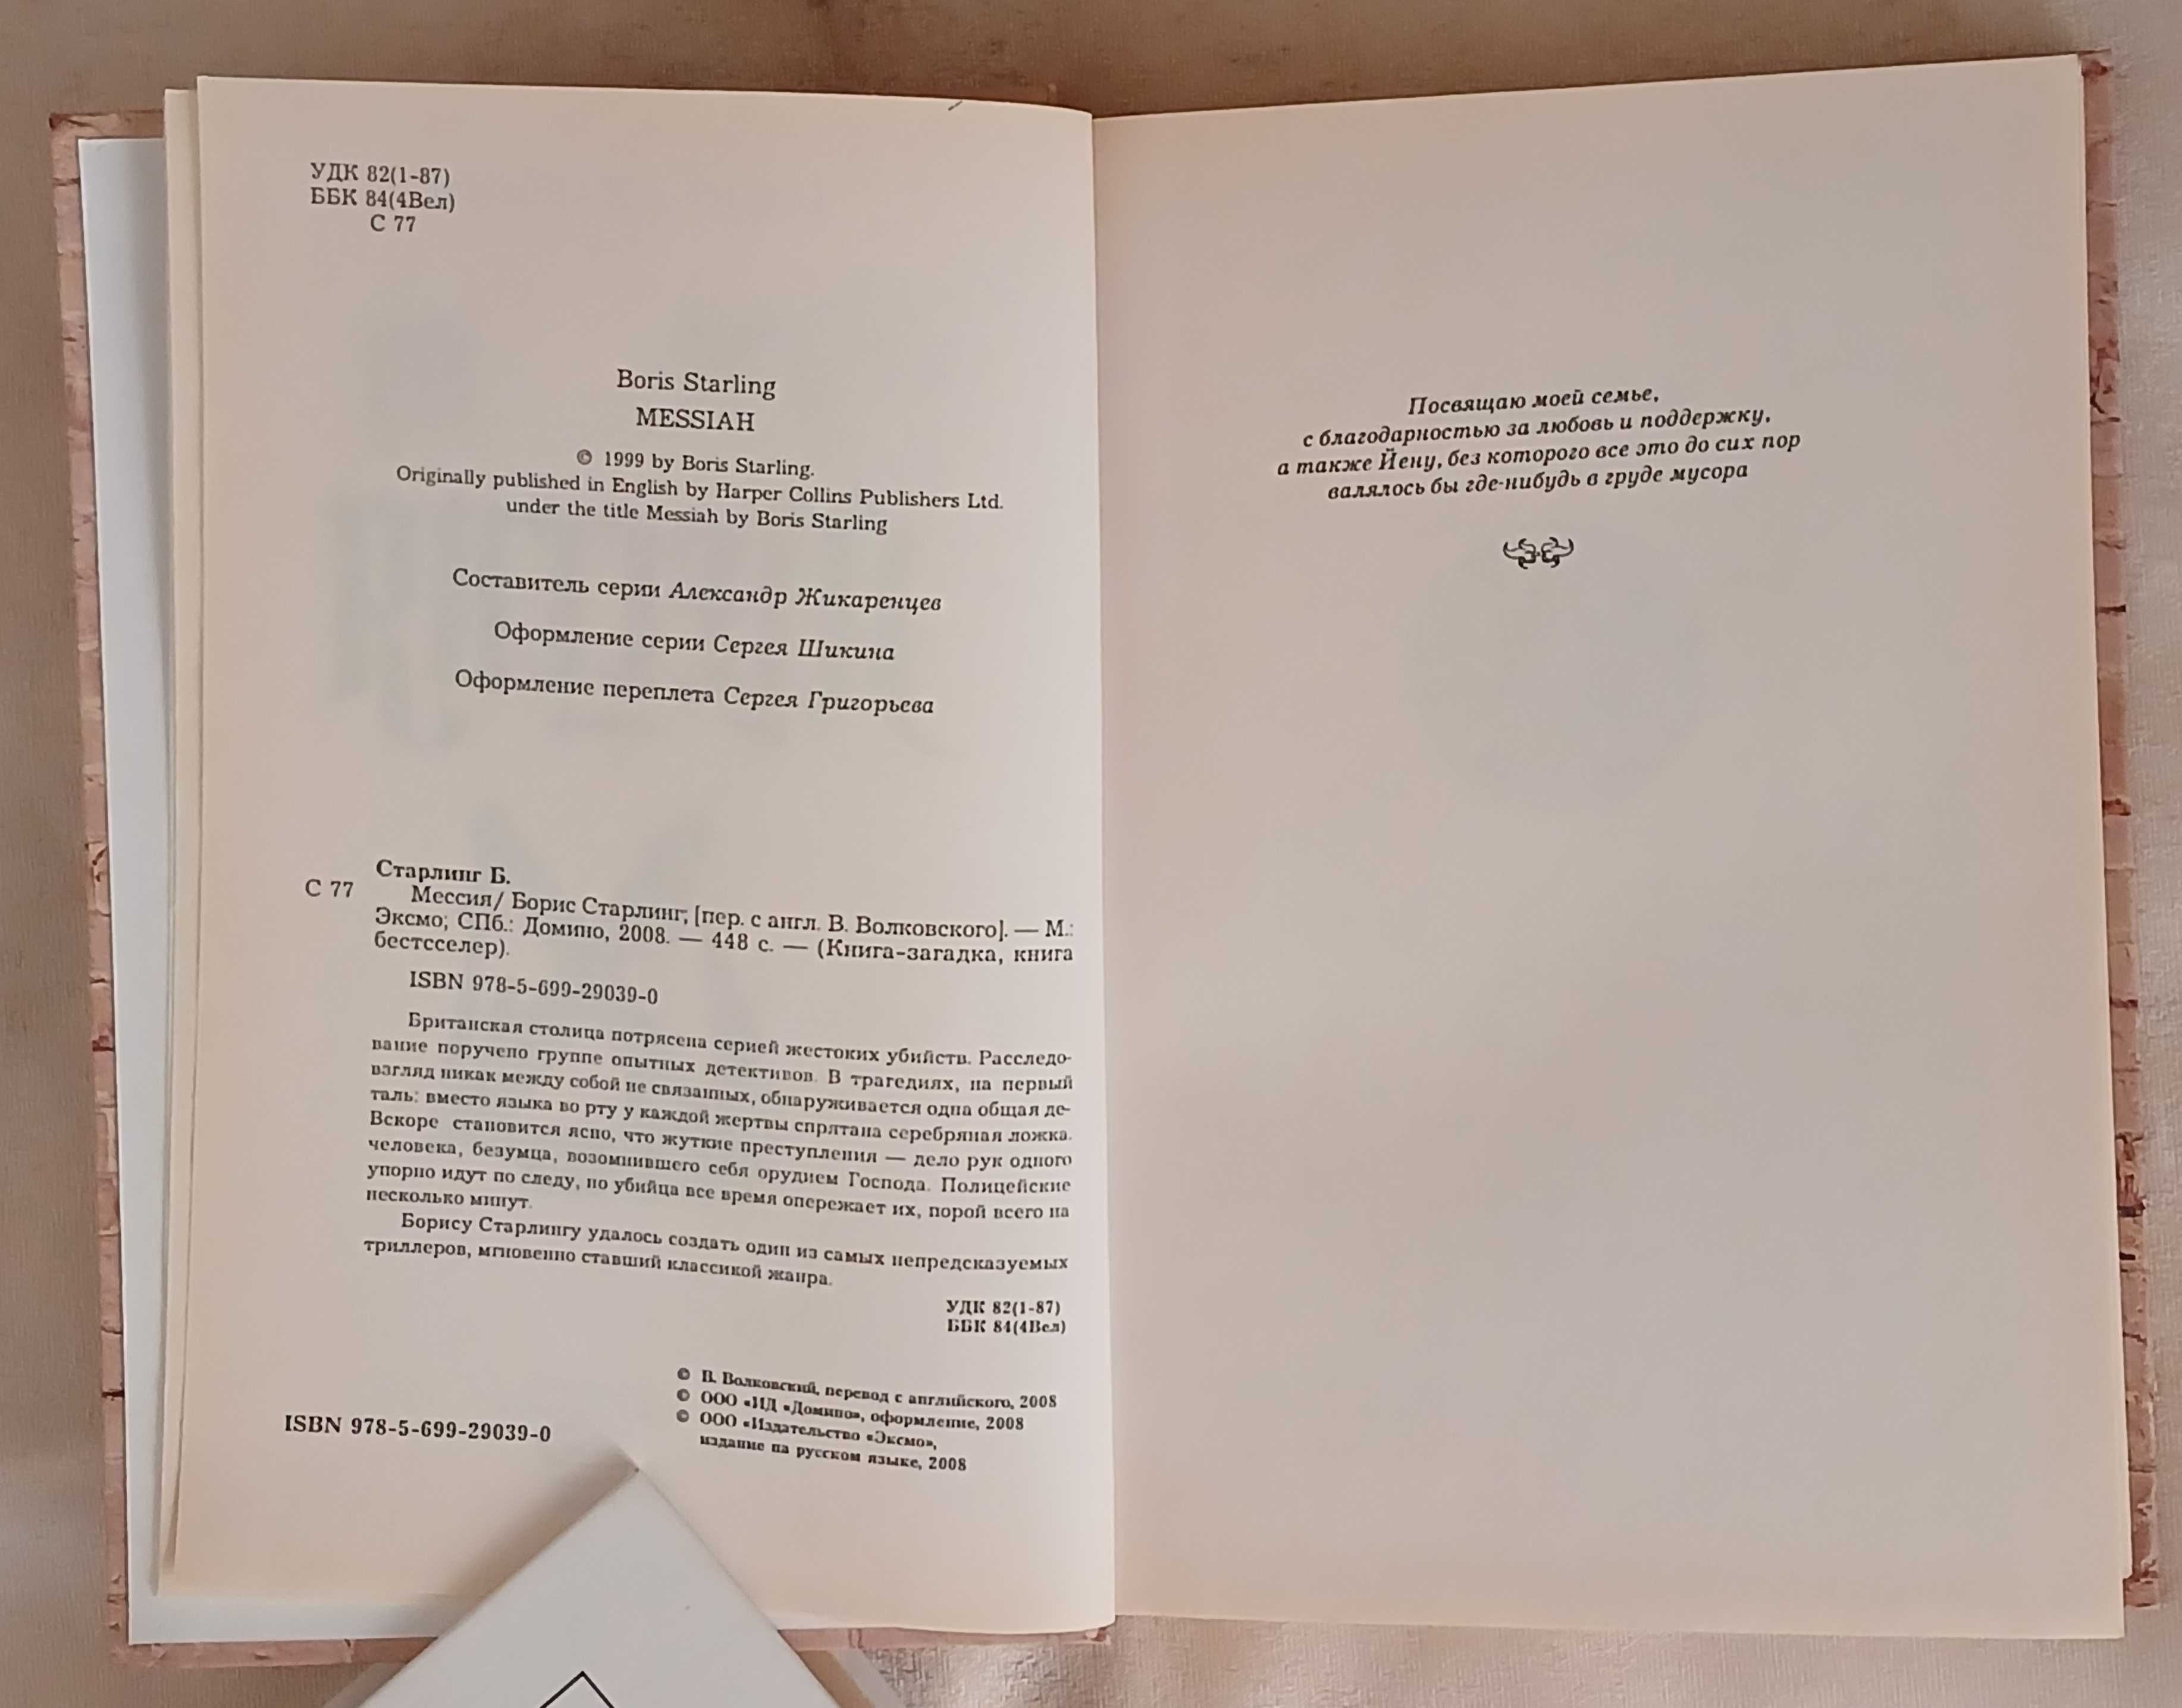 УДК 82(1-87)
ББК 84(4Вел)
С 77
Boris Starling
MESSIAH
© 1999 by Boris Starling.
Originally published in English by Harper Collins Publishers Ltd.
under the title Messiah by Boris Starling
Составитель серии Александр Жикаренцев
Оформление серии Сергея Шикина
Оформление переплета Сергея Григорьева
Старлинг Б.
С 77
Мессия/ Борис Старлинг; [пер. с англ. В. Волковского]. — М.:
Эксмо; СПб.: Домино, 2008. — 448 с. — (Книга-загадка, книга
бестсселер).
ISBN 978-5-699-29039-0
Британская столица потрясена серией жестоких убийств. Расследо-
вание поручено группе опытных детективов. В трагедиях, на первый
взгляд никак между собой не связанных, обнаруживается одна общая де-
таль: вместо языка во рту у каждой жертвы спрятана серебряная ложка.
Вскоре становится ясно, что жуткие преступления — дело рук одного
человека, безумца, возомнившего себя орудием Господа. Полицейские
упорно идут по следу, но убийца все время опережает их, порой всего на
несколько минут.
Борису Старлингу удалось создать один из самых непредсказуемых
триллеров, мгновенно ставший классикой жанра.
УДК 82(1-87)
ББК 84(4Вел)
© В. Волковский, перевод с английского, 2008
© ООО «ИД «Домино», оформление, 2008
© ООО «Издательство «Эксмо»,
издание на русском языке, 2008
ISBN 978-5-699-29039-0
Посвящаю моей семье,
с благодарностью за любовь и поддержку,
а также Йену, без которого все это до сих пор
валялось бы где-нибудь в груде мусора